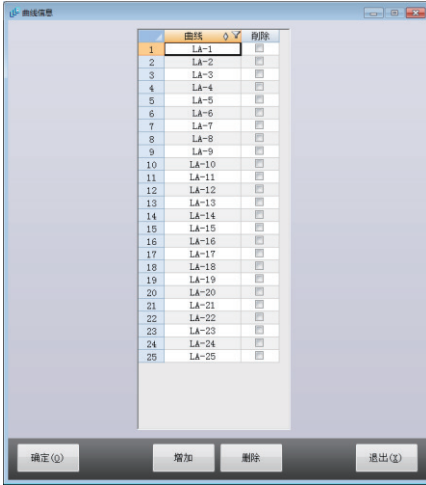 曲线信息
曲线 删除
1 LA-1
2 LA-2
3 LA-3
4 LA-4
5 LA-5
6 LA-6
7 LA-7
8 LA-8
9 LA-9
10 LA-10
11 LA-11
12 LA-12
13 LA-13
14 LA-14
15 LA-15
16 LA-16
17 LA-17
18 LA-18
19 LA-19
20 LA-20
21 LA-21
22 LA-22
23 LA-23
24 LA-24
25 LA-25
确定(O) 增加 删除 退出(X)